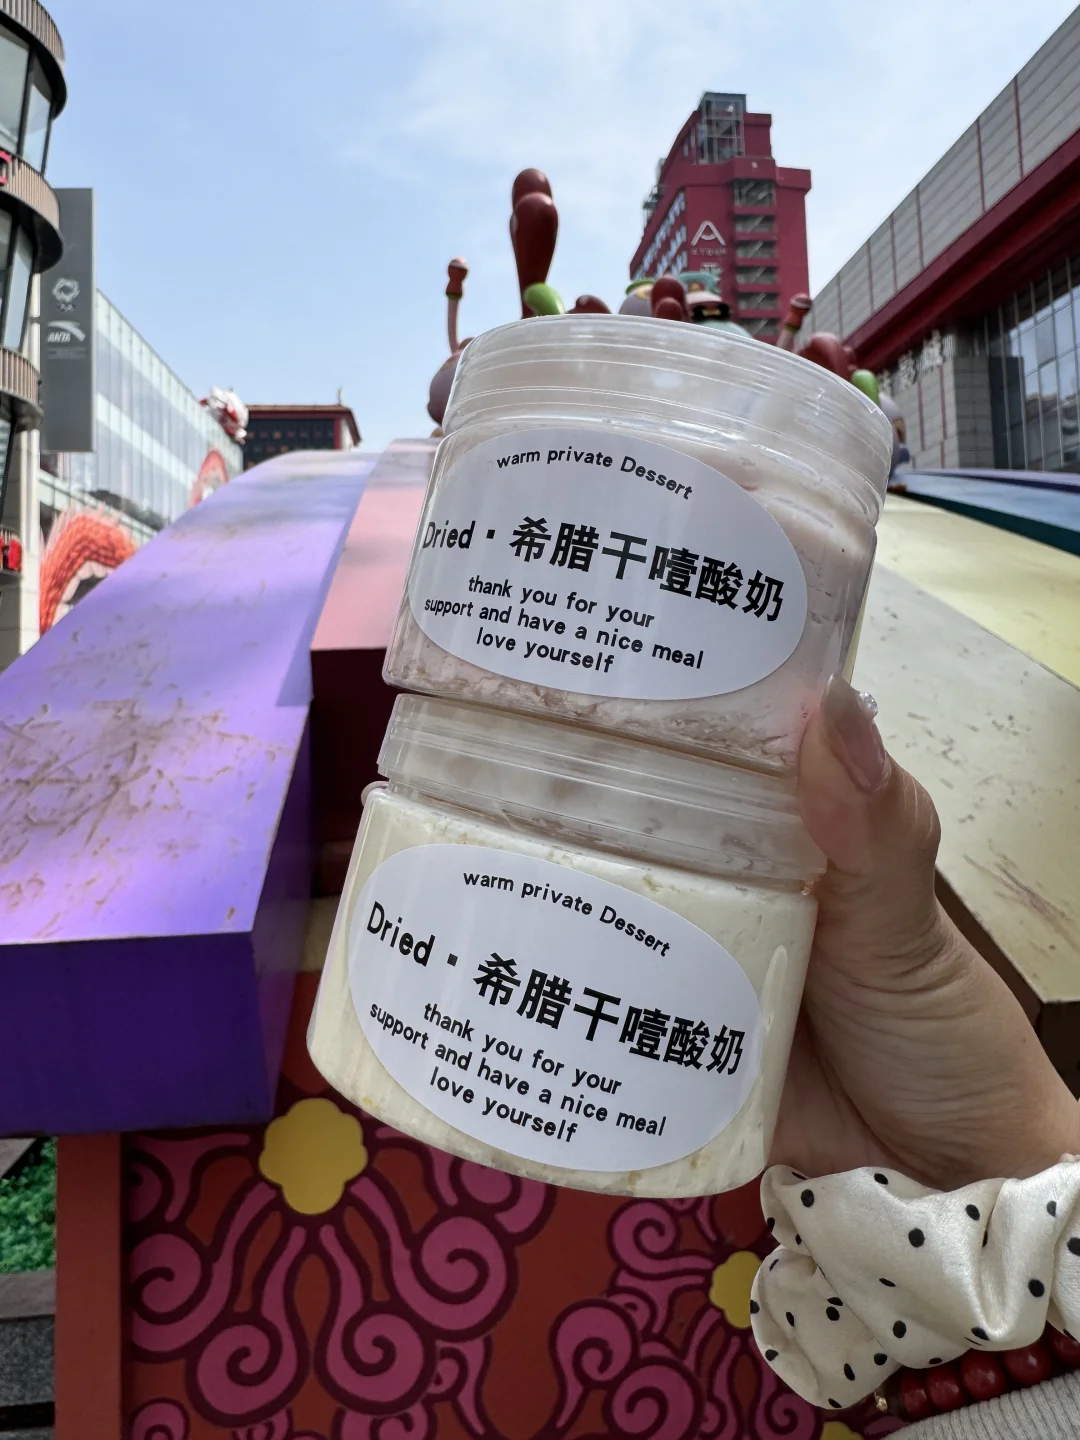 ANTA
warm private Dessert
Dried · 希腊干噎酸奶
thank you for your
support and have a nice meal
love yourself
warm private Dessert
Dried · 希腊干噎酸奶
thank you for your
support and have a nice meal
love yourself